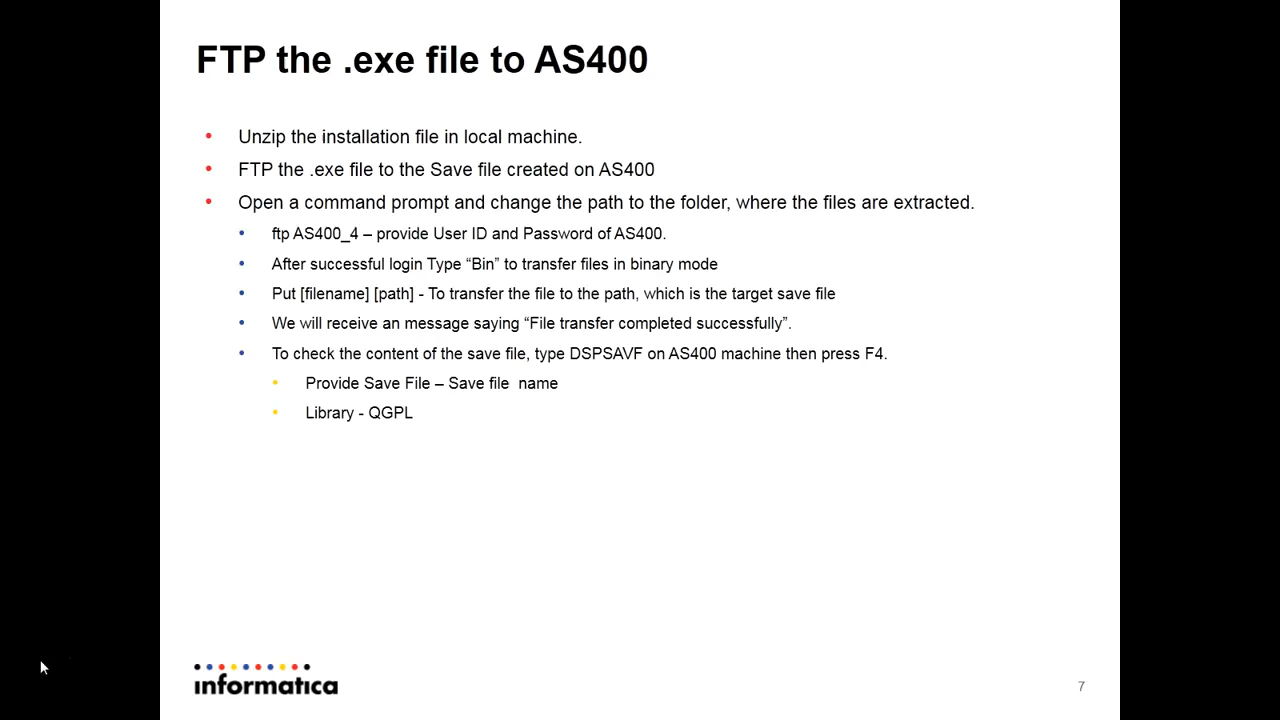 FTP the .exe file to AS400
• Unzip the installation file in local machine.
• FTP the .exe file to the Save file created on AS400
• Open a command prompt and change the path to the folder, where the files are extracted.
• ftp AS400_4 – provide User ID and Password of AS400.
• After successful login Type “Bin” to transfer files in binary mode
• Put [filename] [path] - To transfer the file to the path, which is the target save file
• We will receive an message saying “File transfer completed successfully”.
• To check the content of the save file, type DSPSAVF on AS400 machine then press F4.
• Provide Save File – Save file  name
• Library - QGPL
informatica
7